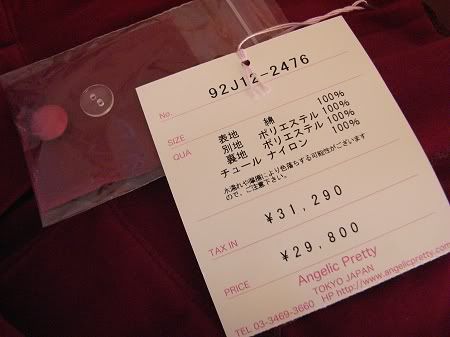 No. 92J12-2476
SIZE
QUA 表地 綿 100%
別地 ポリエステル 100%
裏地 ポリエステル 100%
チュール ナイロン 100%
水濡れや摩擦により色落ちする可能性がございます
ので、ご注意下さい。
¥31,290
TAX IN
¥29,800
PRICE
Angelic Pretty
TOKYO JAPAN
TEL 03-3469-3660 HP http://www.angelicpretty.com